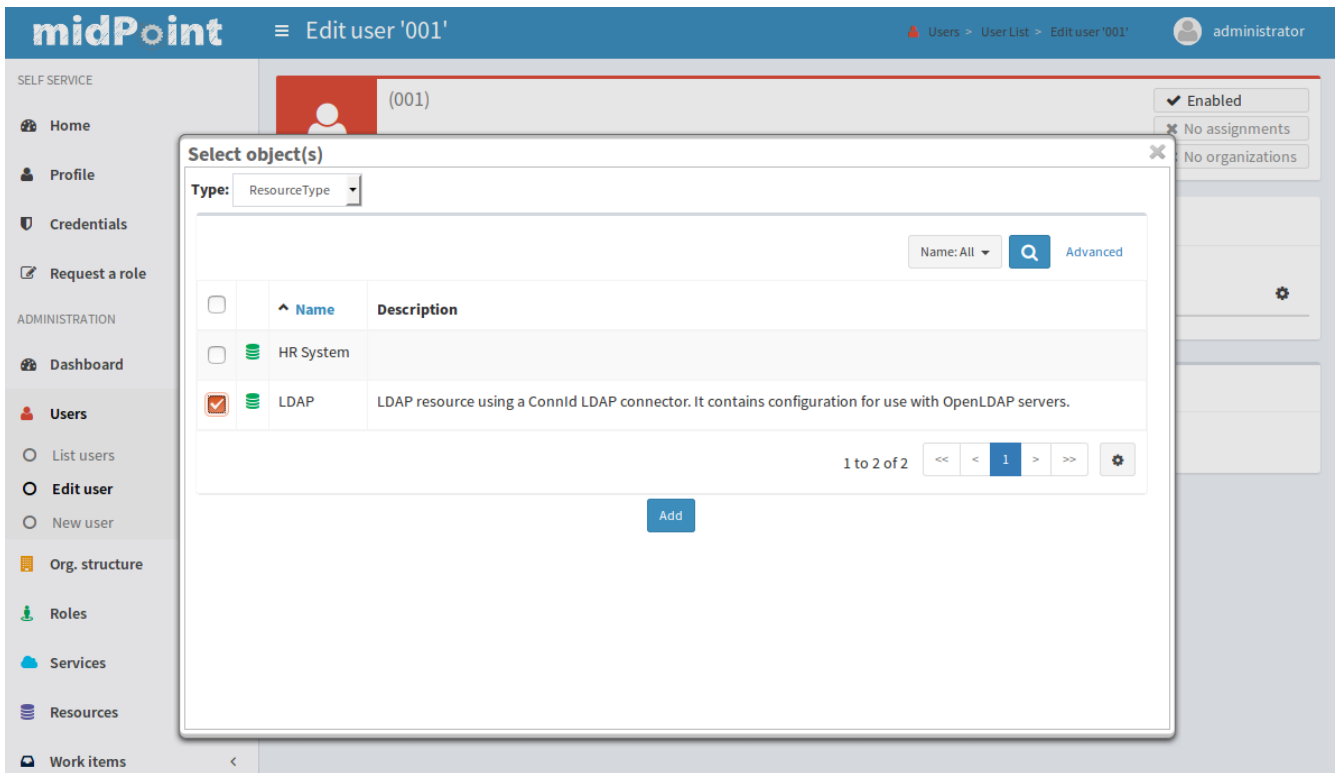 midPoint
Edit user '001'
Users > User List > Edit user '001'
administrator
SELF SERVICE
Home
Profile
Credentials
Request a role
ADMINISTRATION
Dashboard
Users
List users
Edit user
New user
Org. structure
Roles
Services
Resources
Work items
(001)
Enabled
No assignments
No organizations
Select object(s)
Type: ResourceType
Name: All
Advanced
Name Description
HR System
LDAP LDAP resource using a ConnId LDAP connector. It contains configuration for use with OpenLDAP servers.
1 to 2 of 2 << < 1 > >>
Add